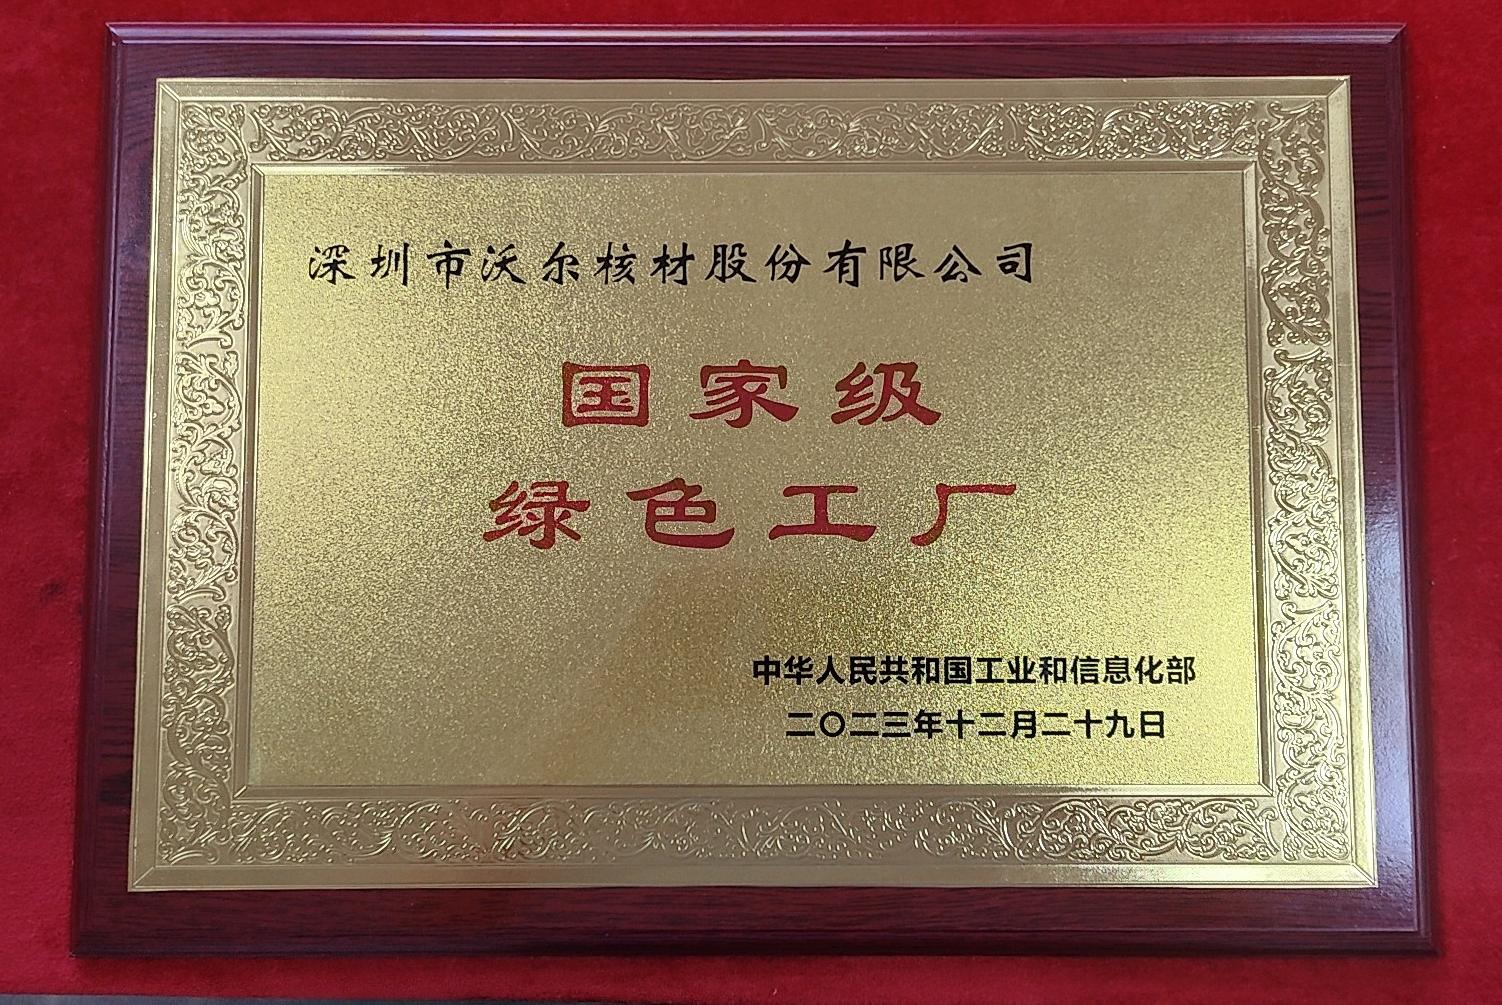 深圳市沃尔核材股份有限公司
国家级
绿色工厂
中华人民共和国工业和信息化部
二〇二三年十二月二十九日